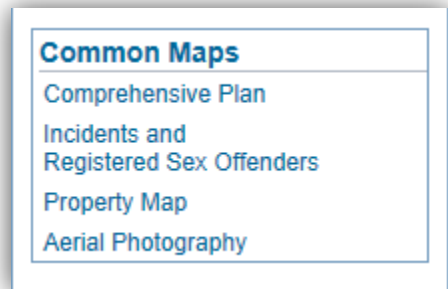 Common Maps
Comprehensive Plan
Incidents and
Registered Sex Offenders
Property Map
Aerial Photography